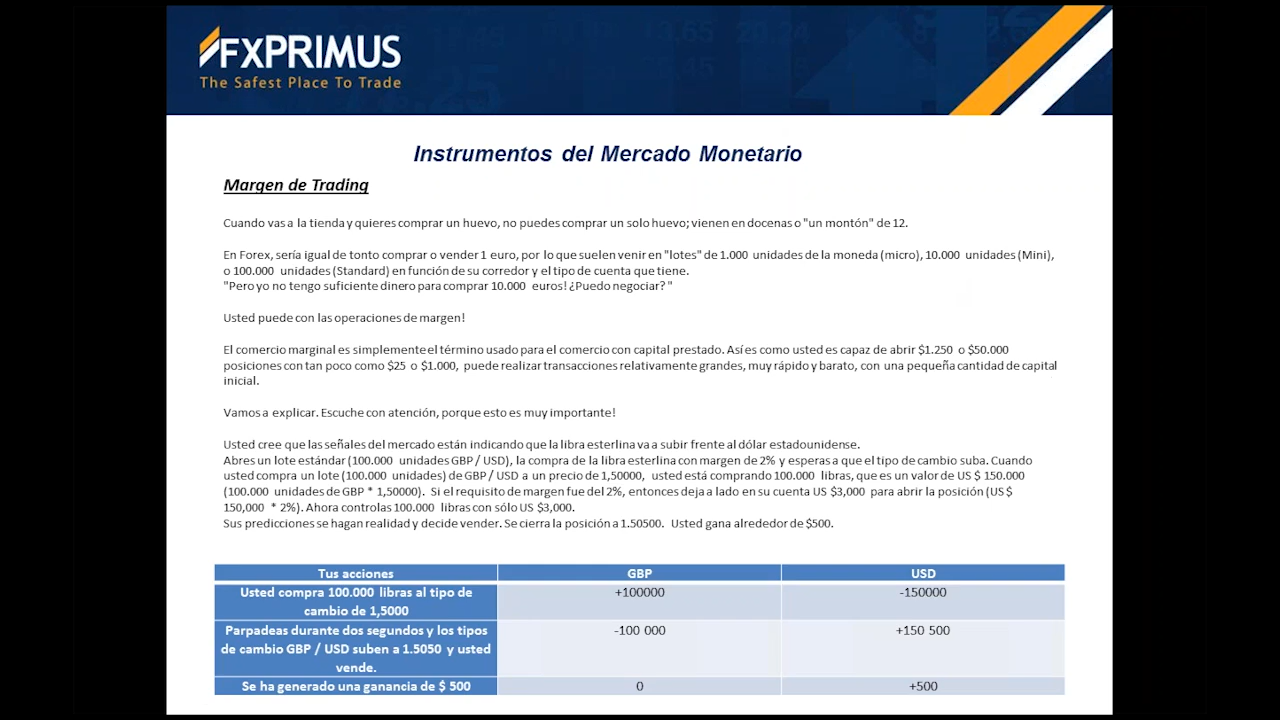 FXPRIMUS
The Safest Place To Trade
Instrumentos del Mercado Monetario
Margen de Trading
Cuando vas a la tienda y quieres comprar un huevo, no puedes comprar un solo huevo; vienen en docenas o "un montón" de 12.
En Forex, sería igual de tonto comprar o vender 1 euro, por lo que suelen venir en "lotes" de 1.000 unidades de la moneda (micro), 10.000 unidades (Mini),
o 100.000 unidades (Standard) en función de su corredor y el tipo de cuenta que tiene.
"Pero yo no tengo suficiente dinero para comprar 10.000 euros! ¿Puedo negociar? "
Usted puede con las operaciones de margen!
El comercio marginal es simplemente el término usado para el comercio con capital prestado. Así es como usted es capaz de abrir $1.250 o $50.000
posiciones con tan poco como $25 o $1.000, puede realizar transacciones relativamente grandes, muy rápido y barato, con una pequeña cantidad de capital
inicial.
Vamos a explicar. Escuche con atención, porque esto es muy importante!
Usted cree que las señales del mercado están indicando que la libra esterlina va a subir frente al dólar estadounidense.
Abres un lote estándar (100.000 unidades GBP / USD), la compra de la libra esterlina con margen de 2% y esperas a que el tipo de cambio suba. Cuando
usted compra un lote (100.000 unidades) de GBP / USD a un precio de 1,50000, usted está comprando 100.000 libras, que es un valor de US $ 150.000
(100.000 unidades de GBP * 1,50000). Si el requisito de margen fue del 2%, entonces deja a lado en su cuenta US $3,000 para abrir la posición (US $
150,000 * 2%). Ahora controlas 100.000 libras con sólo US $3,000.
Sus predicciones se hagan realidad y decide vender. Se cierra la posición a 1.50500. Usted gana alrededor de $500.
Tus acciones GBP USD
Usted compra 100.000 libras al tipo de +100000 -150000
cambio de 1,5000
Parpadeas durante dos segundos y los tipos -100 000 +150 500
de cambio GBP / USD suben a 1.5050 y usted
vende.
Se ha generado una ganancia de $ 500 0 +500